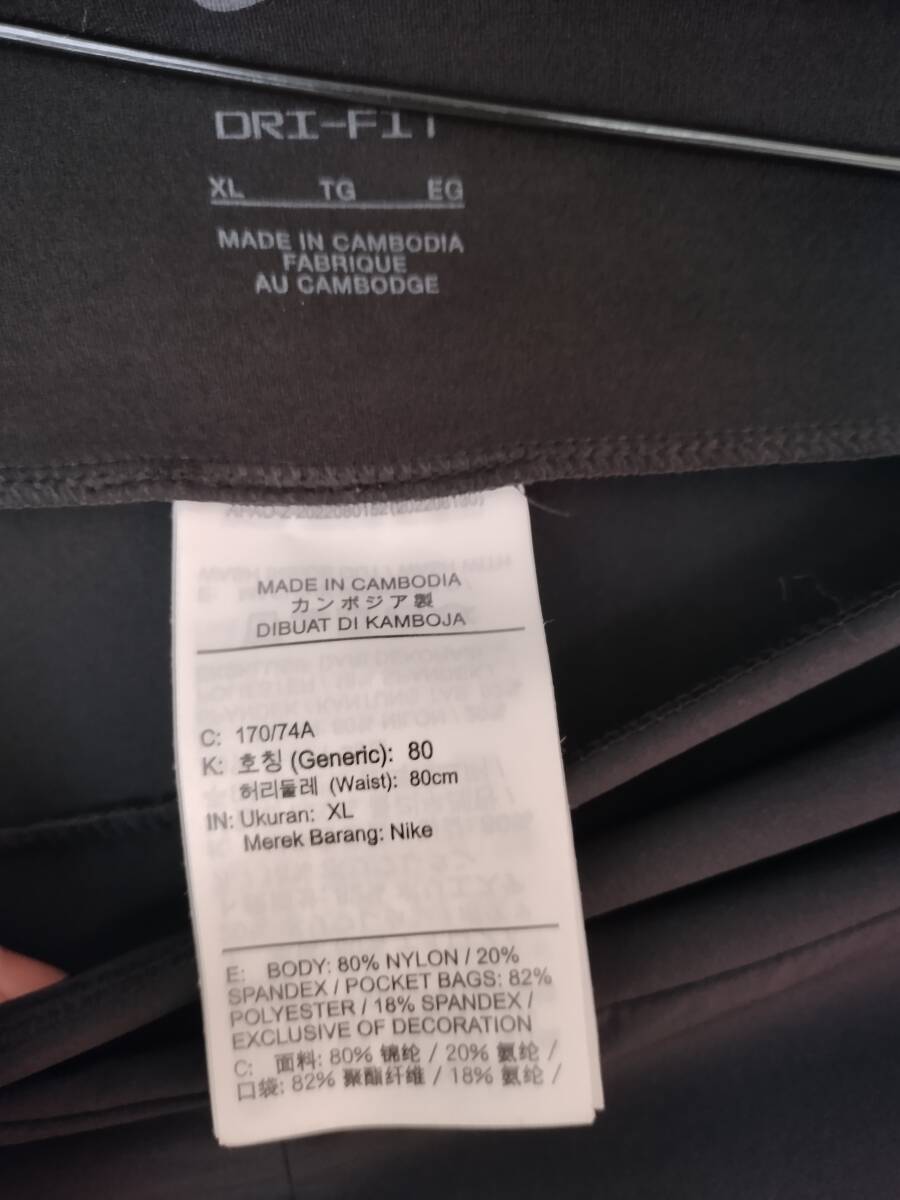 DRI-FIT
XL TG EG
MADE IN CAMBODIA
FABRIQUE
AU CAMBODGE
MADE IN CAMBODIA
カンボジア製
DIBUAT DI KAMBOJA
C: 170/74A
K: 호칭 (Generic): 80
허리둘레 (Waist): 80cm
IN: Ukuran: XL
Merek Barang: Nike
E: BODY: 80% NYLON / 20%
SPANDEX / POCKET BAGS: 82%
POLYESTER / 18% SPANDEX /
EXCLUSIVE OF DECORATION
C: 面料: 80% 锦纶 / 20% 氨纶 /
口袋: 82% 聚酯纤维 / 18% 氨纶 /